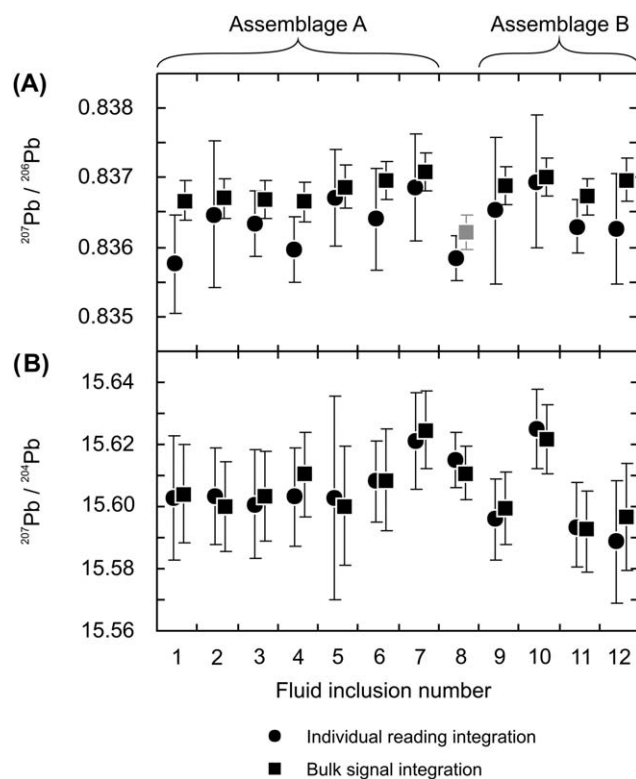 Assemblage A Assemblage B
(A)
0.838
0.837
0.836
0.835
²⁰⁷Pb / ²⁰⁶Pb
(B)
15.64
15.62
15.60
15.58
15.56
²⁰⁷Pb / ²⁰⁴Pb
1 2 3 4 5 6 7 8 9 10 11 12
Fluid inclusion number
Individual reading integration
Bulk signal integration